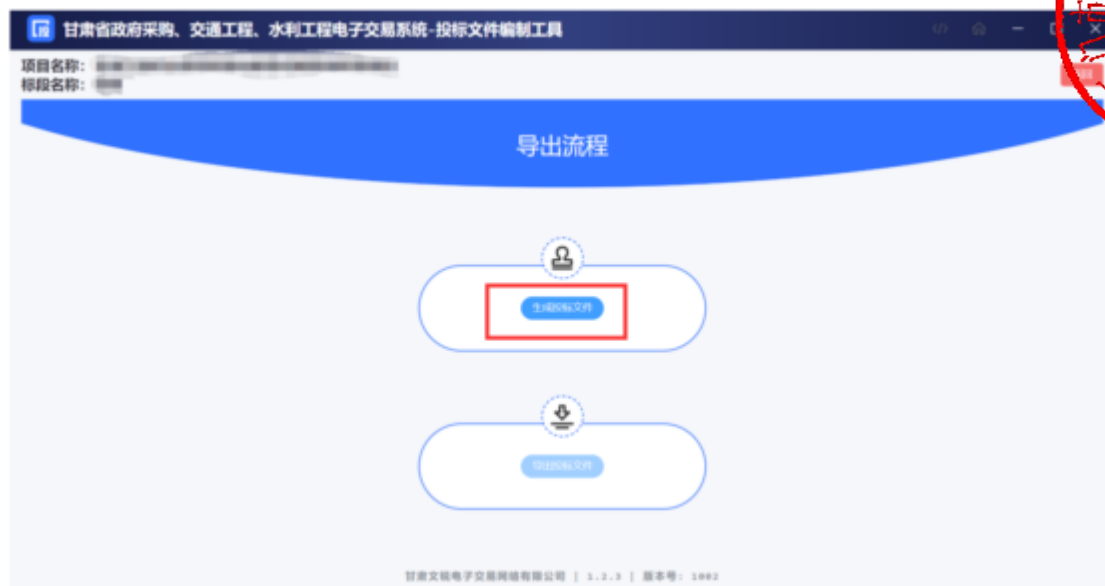 甘肃省政府采购、交通工程、水利工程电子交易系统-投标文件编制工具
项目名称：
标段名称：
导出流程
生成投标文件
导出投标文件
甘肃文锐电子交易网络有限公司 | 1.2.3 | 版本号: 1002